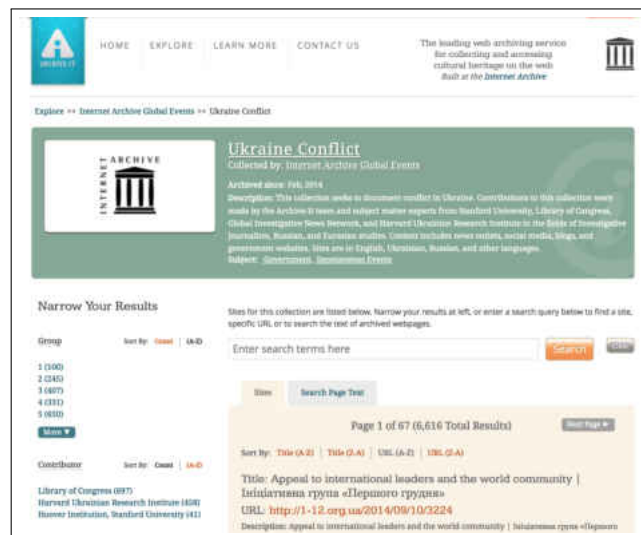 ARCHIVE-IT
HOME
EXPLORE
LEARN MORE
CONTACT US
The leading web archiving service
for collecting and accessing
cultural heritage on the web
Built at the Internet Archive
Explore >> Internet Archive Global Events >> Ukraine Conflict
INTERNET ARCHIVE
Ukraine Conflict
Collected by: Internet Archive Global Events
Archived since: Feb, 2014
Description: This collection seeks to document conflict in Ukraine. Contributions to this collection were
made by the Archive-It team and subject matter experts from Stanford University, Library of Congress,
Global Investigative News Network, and Harvard Ukrainian Research Institute in the fields of Investigative
Journalism, Russian, and Eurasian studies. Content includes news outlets, social media, blogs, and
government websites. Sites are in English, Ukrainian, Russian, and other languages.
Subject: Government, Spontaneous Events
Narrow Your Results
Group
Sort By: Count | (A-Z)
1 (100)
2 (245)
3 (407)
4 (331)
5 (650)
More ▼
Contributor
Sort By: Count | (A-Z)
Library of Congress (697)
Harvard Ukrainian Research Institute (408)
Hoover Institution, Stanford University (41)
Sites for this collection are listed below. Narrow your results at left, or enter a search query below to find a site,
specific URL or to search the text of archived webpages.
Enter search terms here
Search
Sites
Search Page Text
Page 1 of 67 (6,616 Total Results)
Next Page ►
Sort By: Title (A-Z) | Title (Z-A) | URL (A-Z) | URL (Z-A)
Title: Appeal to international leaders and the world community |
Ініціативна група «Першого грудня»
URL: http://1-12.org.ua/2014/09/10/3224
Description: Appeal to international leaders and the world community | Ініціативна група «Першого